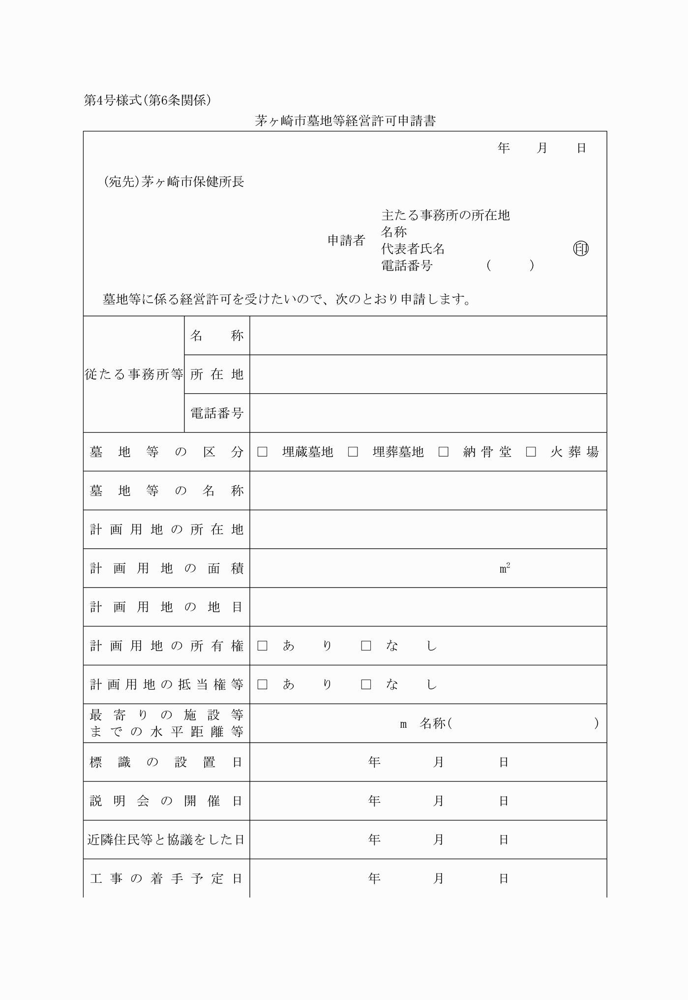 第4号様式(第6条関係)
茅ヶ崎市墓地等経営許可申請書
年　月　日
(宛先)茅ヶ崎市保健所長
申請者
主たる事務所の所在地
名称
代表者氏名　㊞
電話番号　(　)
墓地等に係る経営許可を受けたいので、次のとおり申請します。
従たる事務所等
名称
所在地
電話番号
墓地等の区分　□　埋蔵墓地　□　埋葬墓地　□　納骨堂　□　火葬場
墓地等の名称
計画用地の所在地
計画用地の面積　m²
計画用地の地目
計画用地の所有権　□　あり　□　なし
計画用地の抵当権等　□　あり　□　なし
最寄りの施設等
までの水平距離等
m　名称(　)
標識の設置日　年　月　日
説明会の開催日　年　月　日
近隣住民等と協議をした日　年　月　日
工事の着手予定日　年　月　日